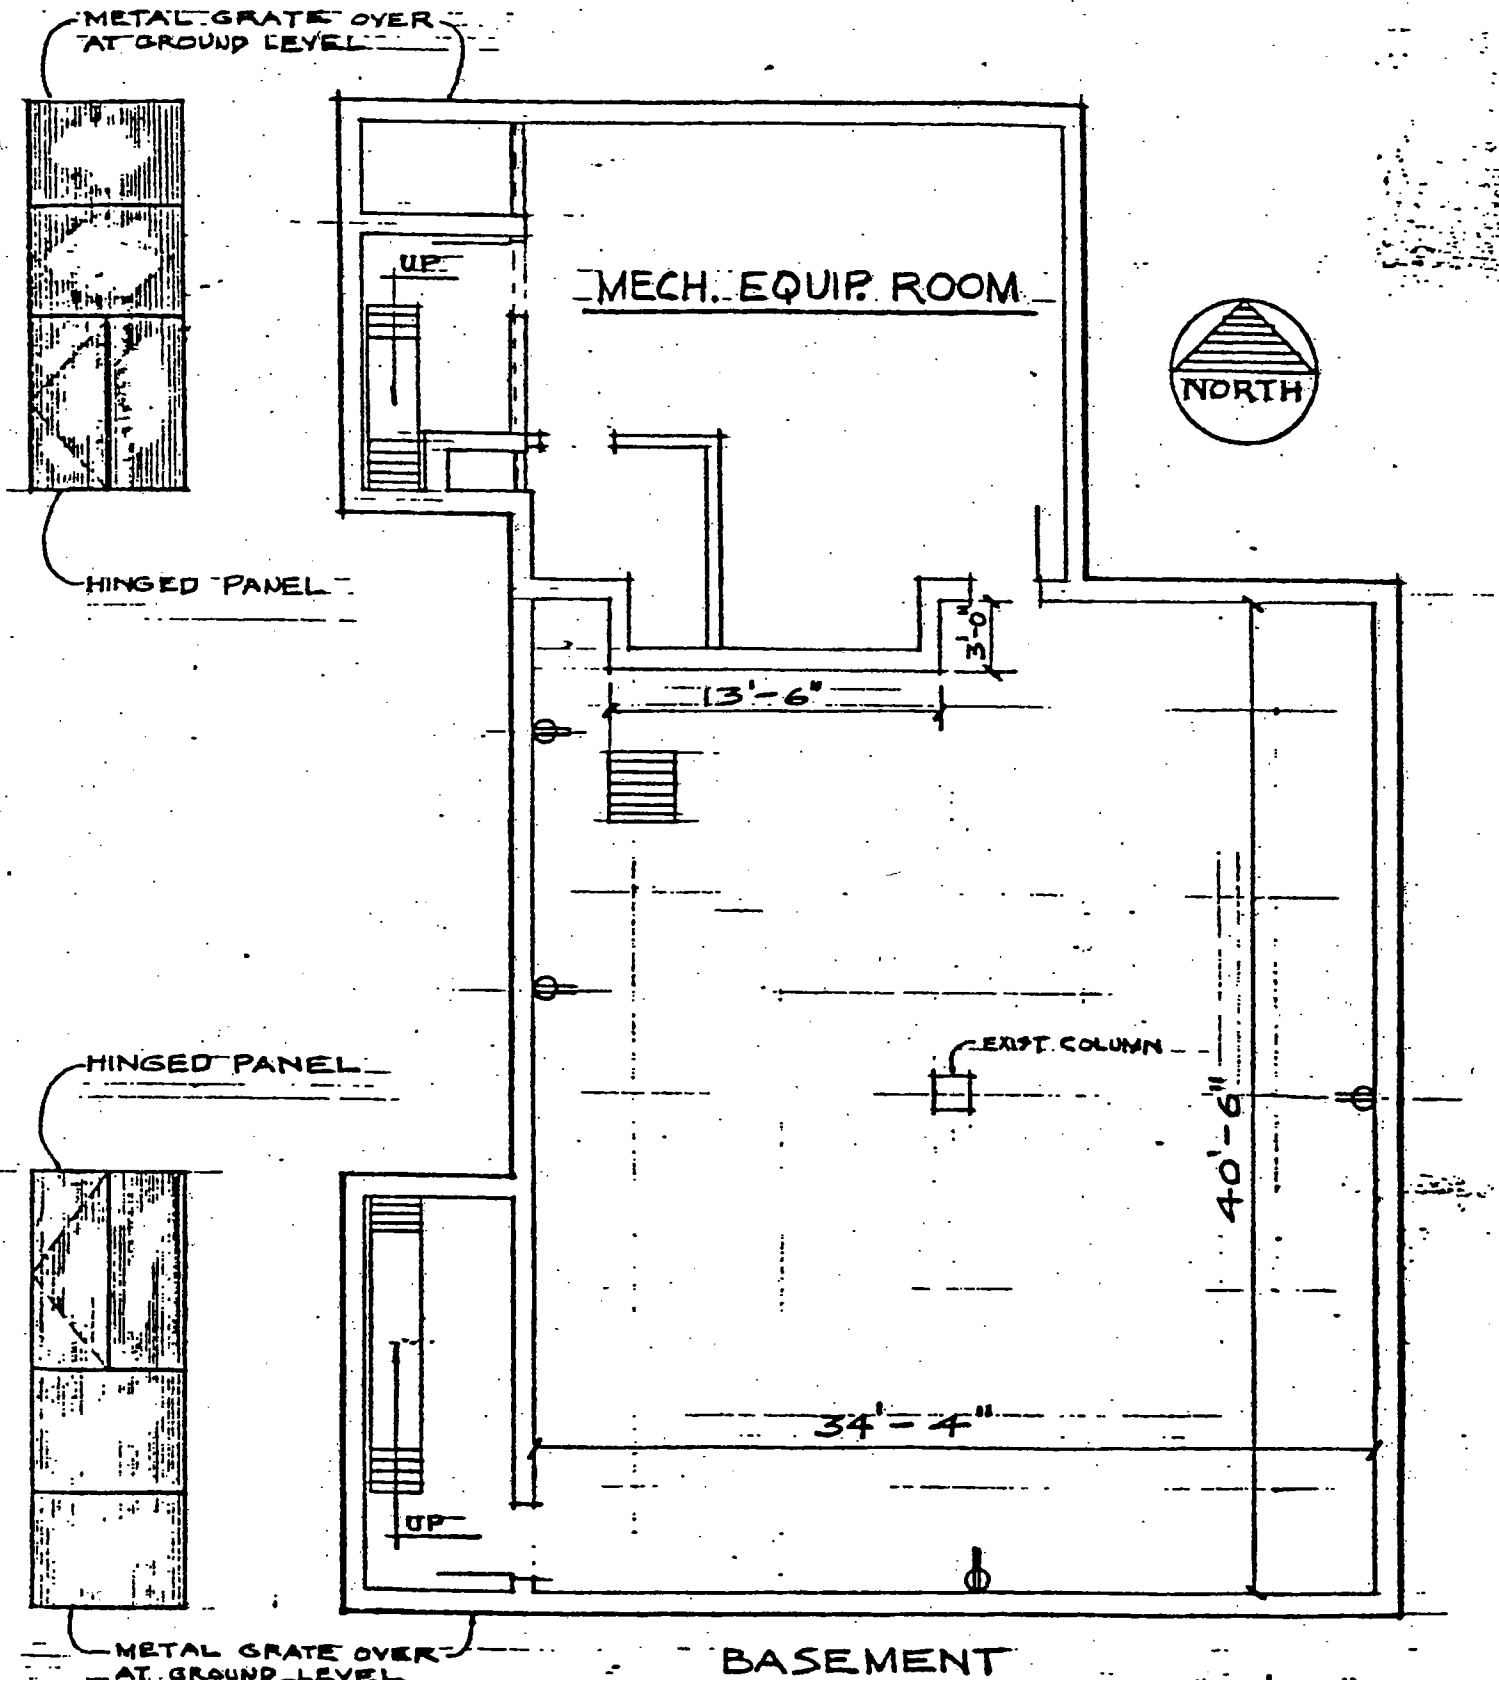 METAL GRATE OVER
AT GROUND LEVEL
UP
MECH. EQUIP. ROOM
NORTH
HINGED PANEL
3'-0"
13'-6"
EXIST. COLUMN
HINGED PANEL
40'-6"
34'-4"
UP
METAL GRATE OVER
AT GROUND LEVEL
BASEMENT